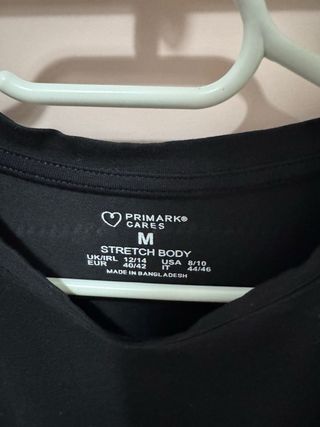 PRIMARK®
CARES
M
STRETCH BODY
UK/IRL 12/14 USA 8/10
EUR 40/42 IT 44/46
MADE IN BANGLADESH